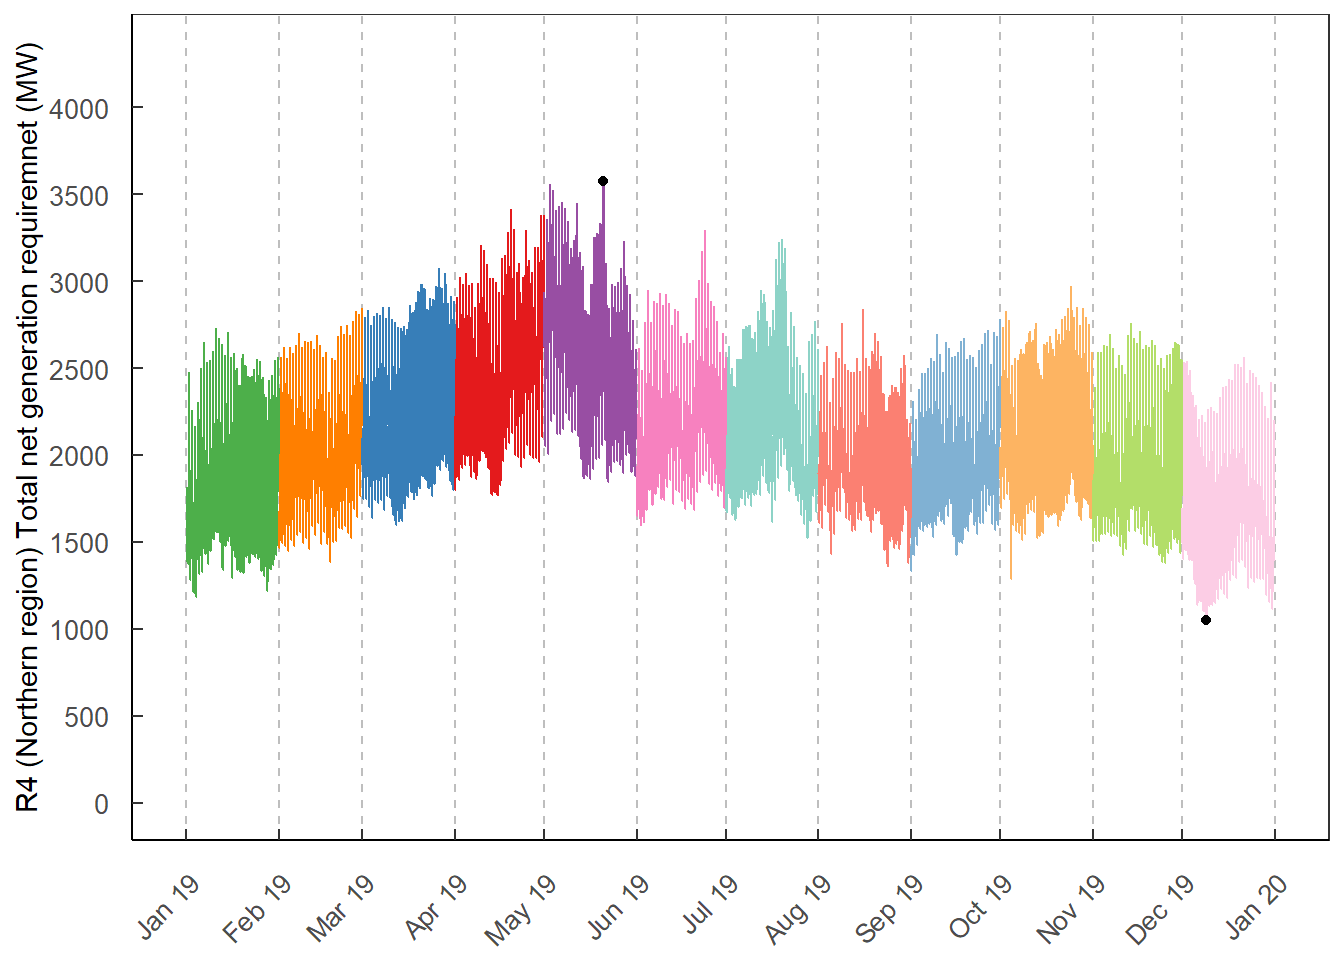 R4 (Northern region) Total net generation requiremnet (MW)
4000
3500
3000
2500
2000
1500
1000
500
0
Jan 19
Feb 19
Mar 19
Apr 19
May 19
Jun 19
Jul 19
Aug 19
Sep 19
Oct 19
Nov 19
Dec 19
Jan 20